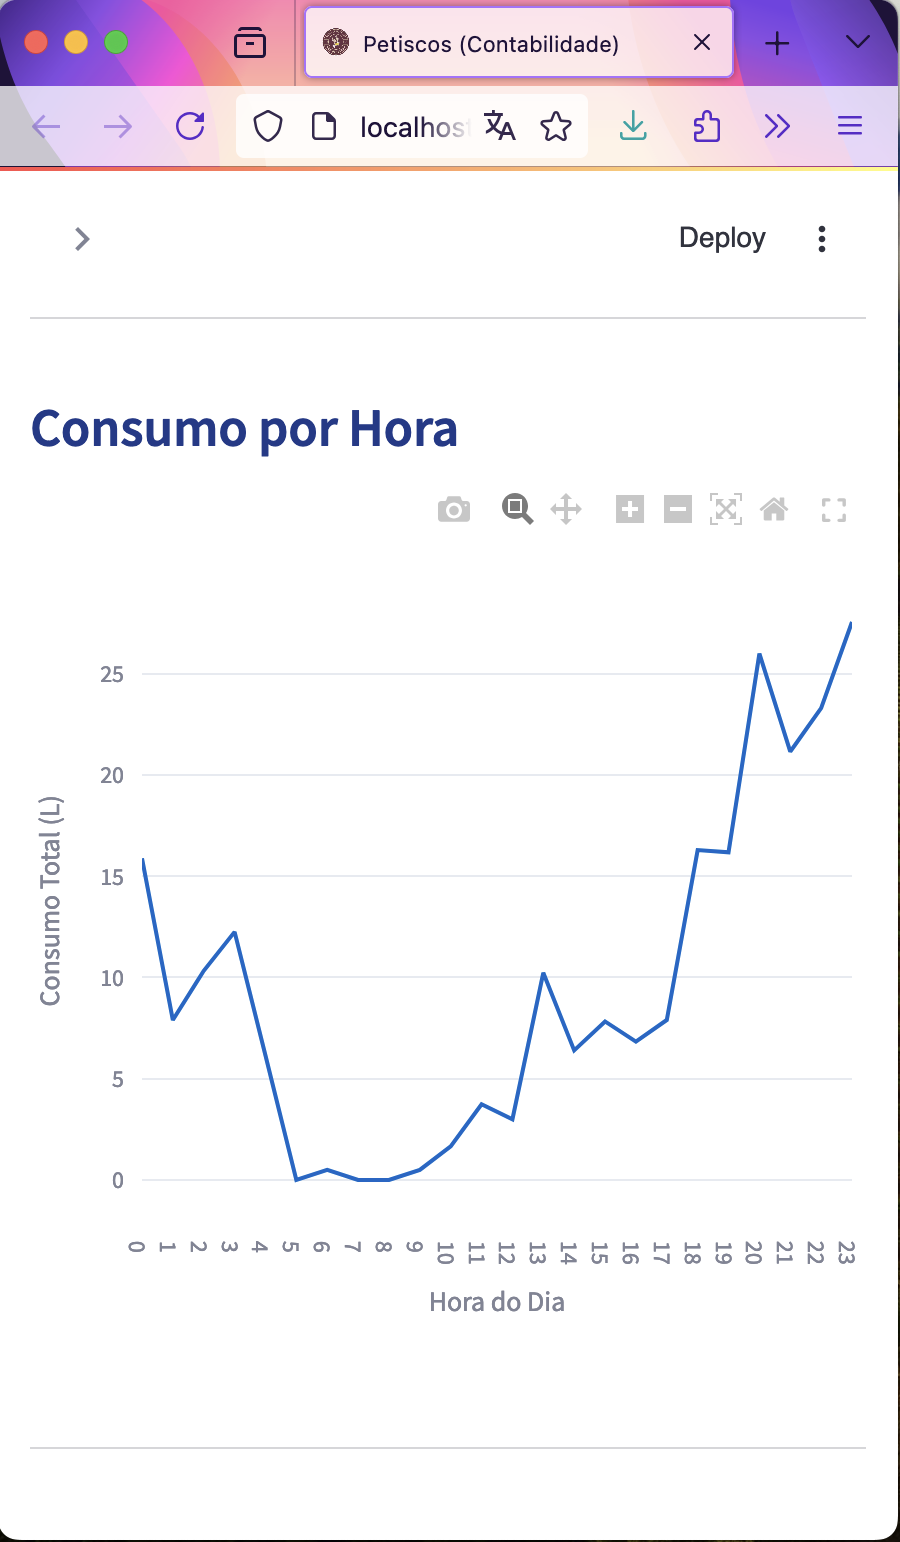 Petiscos (Contabilidade)
localhost
Deploy
Consumo por Hora
25
20
15
10
5
0
Consumo Total (L)
0 1 2 3 4 5 6 7 8 9 10 11 12 13 14 15 16 17 18 19 20 21 22 23
Hora do Dia